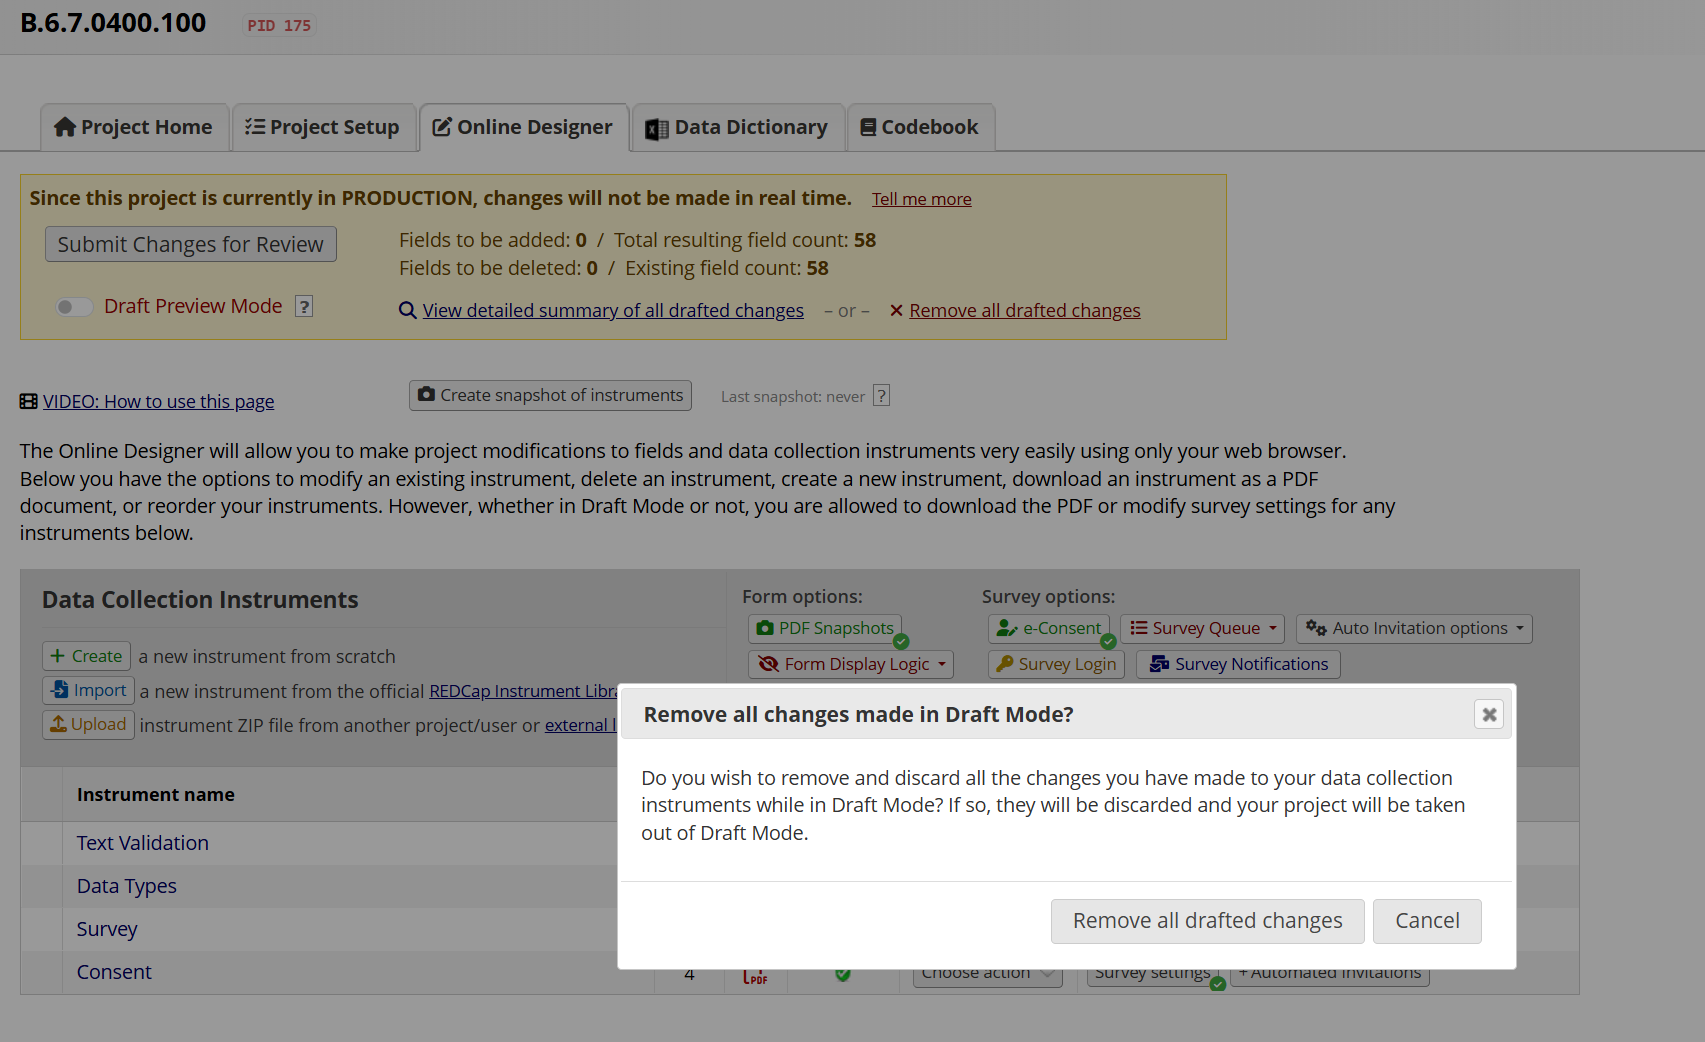 B.6.7.0400.100 PID 175
Project Home Project Setup Online Designer Data Dictionary Codebook
Since this project is currently in PRODUCTION, changes will not be made in real time. Tell me more
Submit Changes for Review
Fields to be added: 0 / Total resulting field count: 58
Fields to be deleted: 0 / Existing field count: 58
Draft Preview Mode ?
View detailed summary of all drafted changes – or – Remove all drafted changes
VIDEO: How to use this page
Create snapshot of instruments
Last snapshot: never ?
The Online Designer will allow you to make project modifications to fields and data collection instruments very easily using only your web browser.
Below you have the options to modify an existing instrument, delete an instrument, create a new instrument, download an instrument as a PDF
document, or reorder your instruments. However, whether in Draft Mode or not, you are allowed to download the PDF or modify survey settings for any
instruments below.
Data Collection Instruments
Form options:
Survey options:
PDF Snapshots
e-Consent Survey Queue Auto Invitation options
Form Display Logic
Survey Login Survey Notifications
+ Create a new instrument from scratch
Import a new instrument from the official REDCap Instrument
Upload instrument ZIP file from another project/user or external
Remove all changes made in Draft Mode?
Do you wish to remove and discard all the changes you have made to your data collection
instruments while in Draft Mode? If so, they will be discarded and your project will be taken
out of Draft Mode.
Remove all drafted changes Cancel
Instrument name
Text Validation
Data Types
Survey
Consent 4 PDF Choose action Survey settings + Automated Invitations